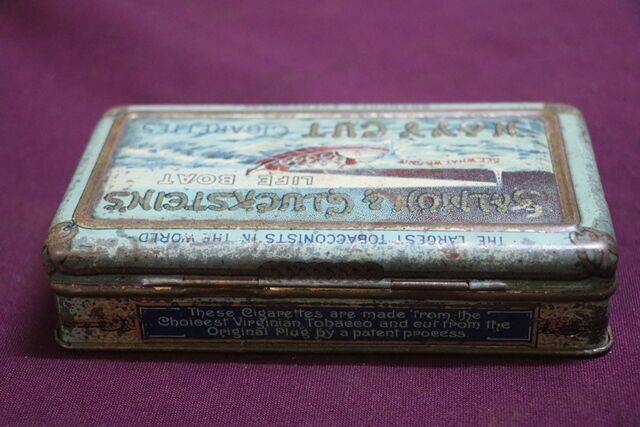 THE LARGEST TOBACCONISTS IN THE WORLD
SALMON & GLUCKSTEIN'S
LIFE BOAT
NAVY CUT CIGARETTES
These Cigarettes are made from the
Choicest Virginian Tobacco and cut from the
Original Plug by a patent process